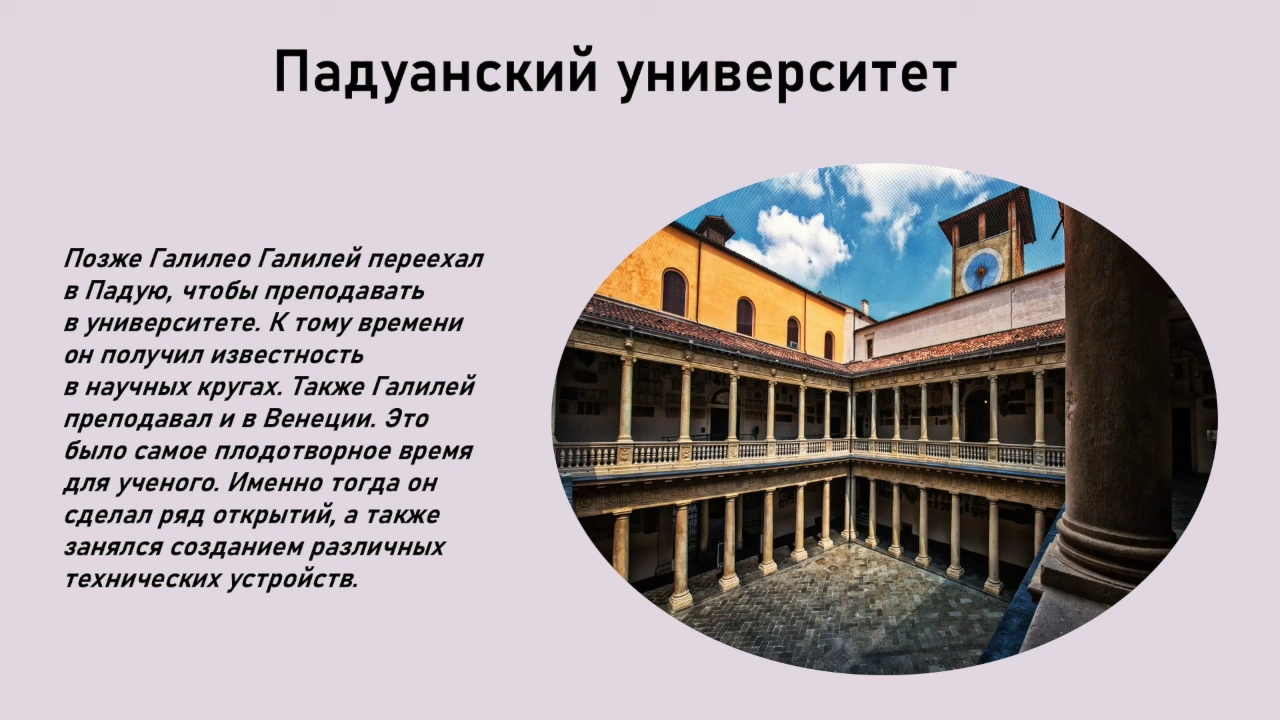 Падуанский университет
Позже Галилео Галилей переехал
в Падую, чтобы преподавать
в университете. К тому времени
он получил известность
в научных кругах. Также Галилей
преподавал и в Венеции. Это
было самое плодотворное время
для ученого. Именно тогда он
сделал ряд открытий, а также
занялся созданием различных
технических устройств.